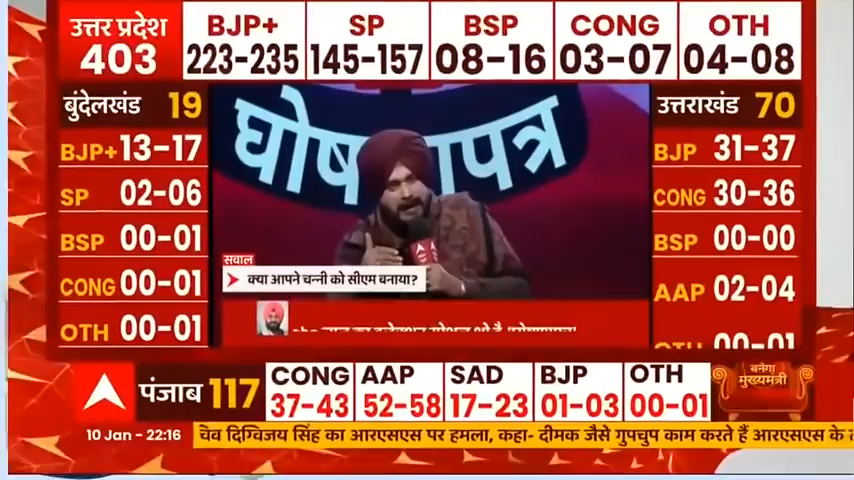 उत्तर प्रदेश
403
BJP+
223-235
SP
145-157
BSP
08-16
CONG
03-07
OTH
04-08
बुंदेलखंड 19
BJP+ 13-17
SP 02-06
BSP 00-01
CONG 00-01
OTH 00-01
घोष
पत्र
सवाल
क्या आपने चन्नी को सीएम बनाया?
उत्तराखंड 70
BJP 31-37
CONG 30-36
BSP 00-00
AAP 02-04
OTH 00-01
पंजाब 117
CONG
37-43
AAP
52-58
SAD
17-23
BJP
01-03
OTH
00-01
बनेगा
मुख्यमंत्री
10 Jan - 22:16
चेव दिग्विजय सिंह का आरएसएस पर हमला, कहा- दीमक जैसे गुपचुप काम करते हैं आरएसएस के